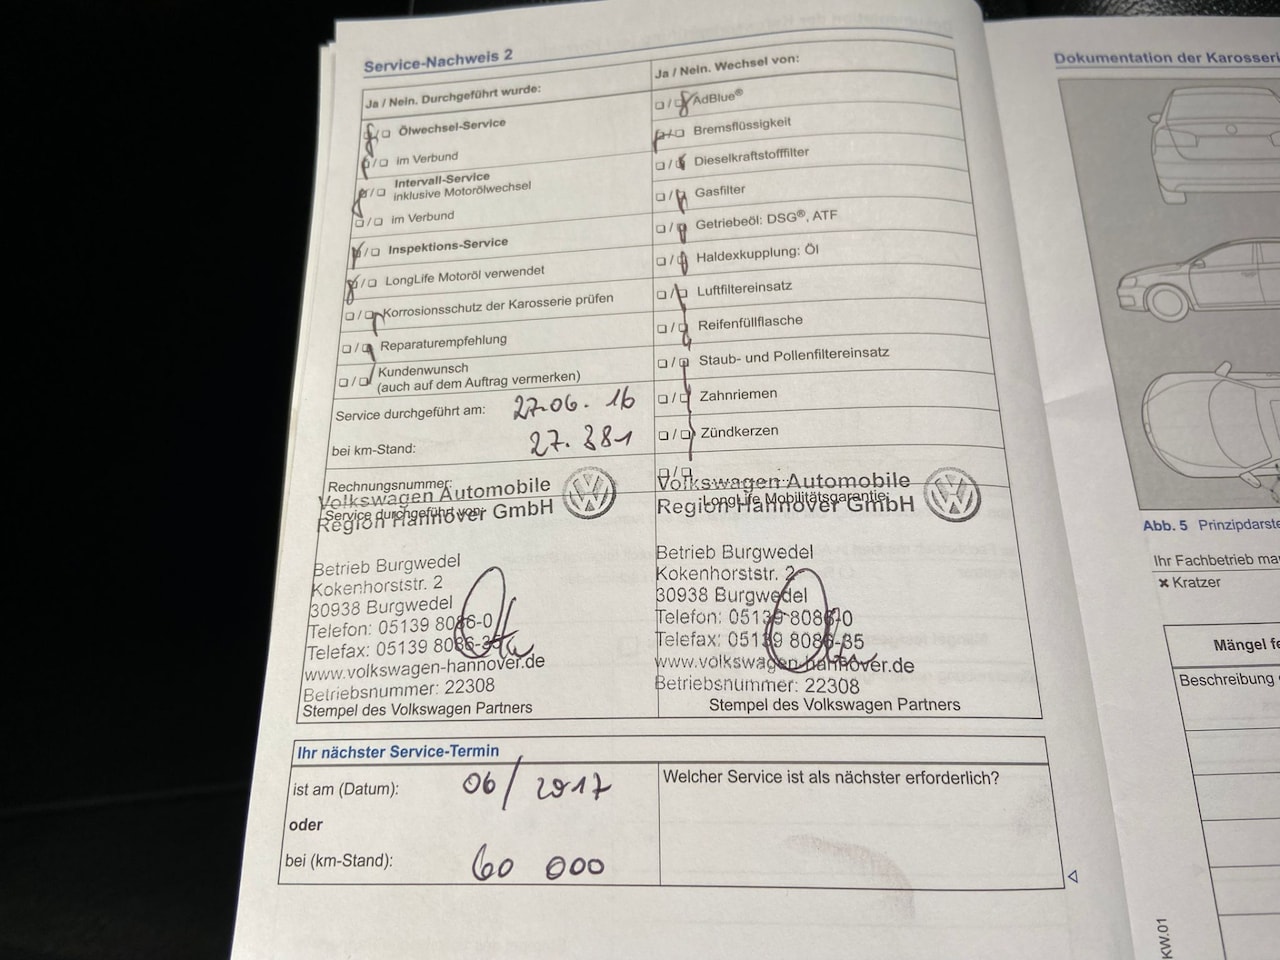 Service-Nachweis 2
Ja / Nein. Durchgeführt wurde:
Ölwechsel-Service
im Verbund
Intervall-Service
inklusive Motorölwechsel
im Verbund
Inspektions-Service
LongLife Motoröl verwendet
Korrosionsschutz der Karosserie prüfen
Reparaturempfehlung
Kundenwunsch
(auch auf dem Auftrag vermerken)
Service durchgeführt am: 27.06.16
bei km-Stand: 27.381
Rechnungsnummer:
Service durchgeführt von:
Volkswagen Automobile
Region Hannover GmbH
Betrieb Burgwedel
Kokenhorststr. 2
30938 Burgwedel
Telefon: 05139 8086-0
Telefax: 05139 8086-35
www.volkswagen-hannover.de
Betriebsnummer: 22308
Stempel des Volkswagen Partners
Ja / Nein. Wechsel von:
AdBlue®
Bremsflüssigkeit
Dieselkraftstofffilter
Gasfilter
Getriebeöl: DSG®, ATF
Haldexkupplung: Öl
Luftfiltereinsatz
Reifenfüllflasche
Staub- und Pollenfiltereinsatz
Zahnriemen
Zündkerzen
LongLife Mobilitätsgarantie:
Volkswagen Automobile
Region Hannover GmbH
Betrieb Burgwedel
Kokenhorststr. 2
30938 Burgwedel
Telefon: 05139 8086-0
Telefax: 05139 8086-35
www.volkswagen-hannover.de
Betriebsnummer: 22308
Stempel des Volkswagen Partners
Ihr nächster Service-Termin
ist am (Datum): 06/2017
oder
bei (km-Stand): 60 000
Welcher Service ist als nächster erforderlich?
Dokumentation der Karosseri
Abb. 5 Prinzipdarste
Ihr Fachbetrieb ma
× Kratzer
Mängel fe
Beschreibung
KW.01